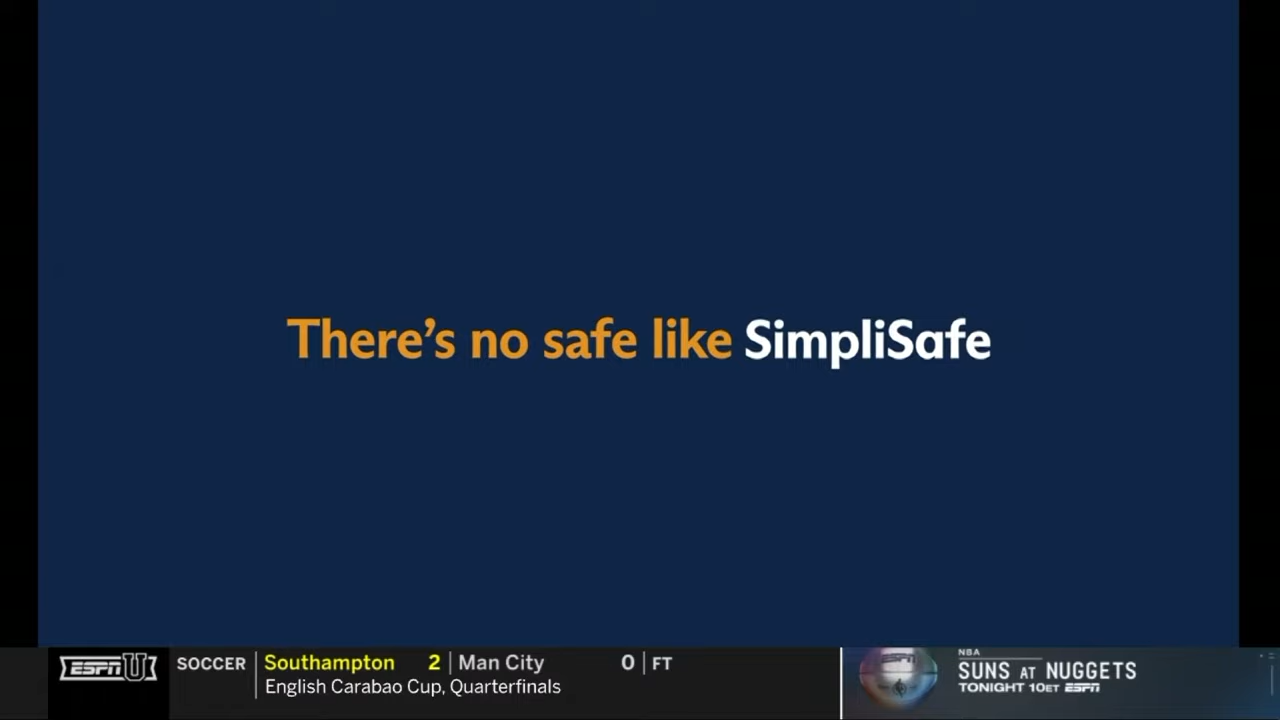 There's no safe like SimpliSafe
ESPNU
SOCCER
Southampton 2 Man City 0 FT
English Carabao Cup, Quarterfinals
ESPN
NBA
SUNS AT NUGGETS
TONIGHT 10ET ESPN